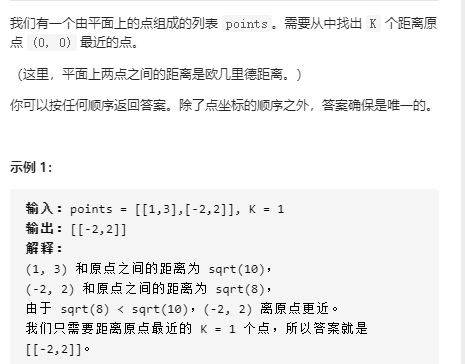 我们有一个由平面上的点组成的列表 points。需要从中找出 K 个距离原
点 (0, 0) 最近的点。
（这里，平面上两点之间的距离是欧几里德距离。）
你可以按任何顺序返回答案。除了点坐标的顺序之外，答案确保是唯一的。
示例 1：
输入：points = [[1,3],[-2,2]], K = 1
输出：[[-2,2]]
解释：
(1, 3) 和原点之间的距离为 sqrt(10)，
(-2, 2) 和原点之间的距离为 sqrt(8)，
由于 sqrt(8) < sqrt(10)，(-2, 2) 离原点更近。
我们只需要距离原点最近的 K = 1 个点，所以答案就是
[[-2,2]]。